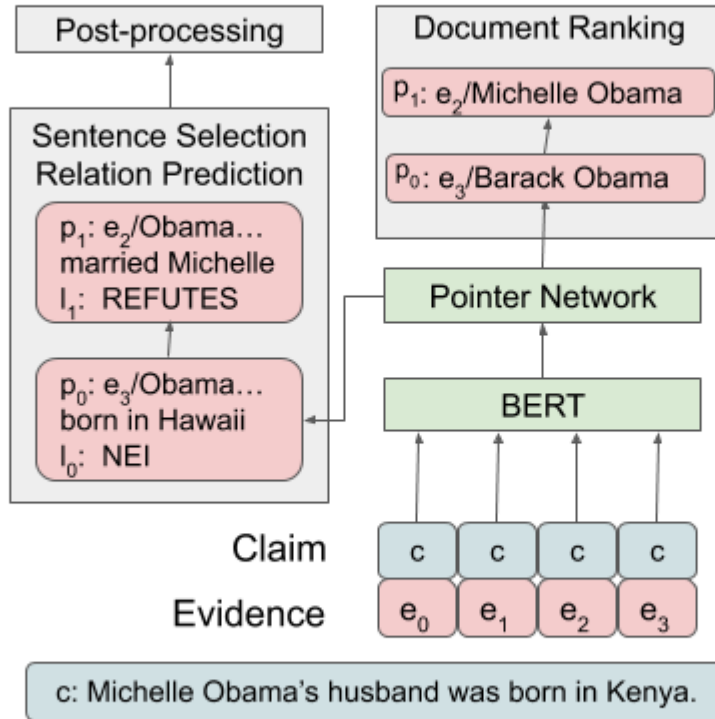 Post-processing
Sentence Selection
Relation Prediction
p₁: e₂/Obama…
married Michelle
l₁: REFUTES
p₀: e₃/Obama…
born in Hawaii
l₀: NEI
Document Ranking
p₁: e₂/Michelle Obama
p₀: e₃/Barack Obama
Pointer Network
BERT
Claim c c c c
Evidence e₀ e₁ e₂ e₃
c: Michelle Obama’s husband was born in Kenya.